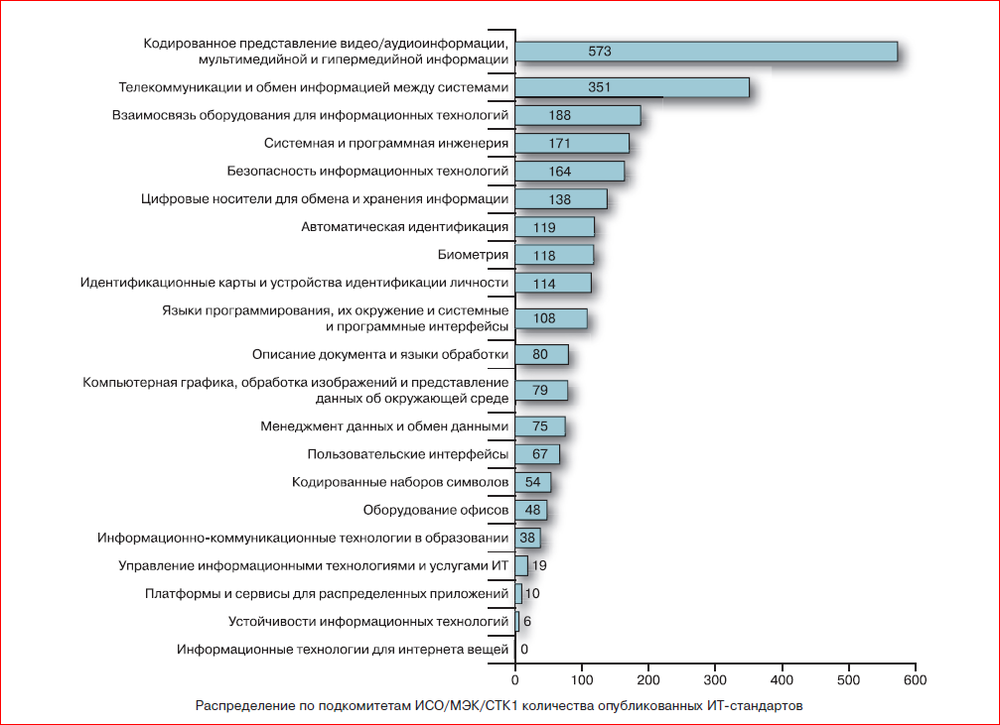 Кодированное представление видео/аудиоинформации,
мультимедийной и гипермедийной информации
573
Телекоммуникации и обмен информацией между системами
351
Взаимосвязь оборудования для информационных технологий
188
Системная и программная инженерия
171
Безопасность информационных технологий
164
Цифровые носители для обмена и хранения информации
138
Автоматическая идентификация
119
Биометрия
118
Идентификационные карты и устройства идентификации личности
114
Языки программирования, их окружение и системные
и программные интерфейсы
108
Описание документа и языки обработки
80
Компьютерная графика, обработка изображений и представление
данных об окружающей среде
79
Менеджмент данных и обмен данными
75
Пользовательские интерфейсы
67
Кодированные наборов символов
54
Оборудование офисов
48
Информационно-коммуникационные технологии в образовании
38
Управление информационными технологиями и услугами ИТ
19
Платформы и сервисы для распределенных приложений
10
Устойчивости информационных технологий
6
Информационные технологии для интернета вещей
0
0 100 200 300 400 500 600
Распределение по подкомитетам ИСО/МЭК/СТК1 количества опубликованных ИТ-стандартов